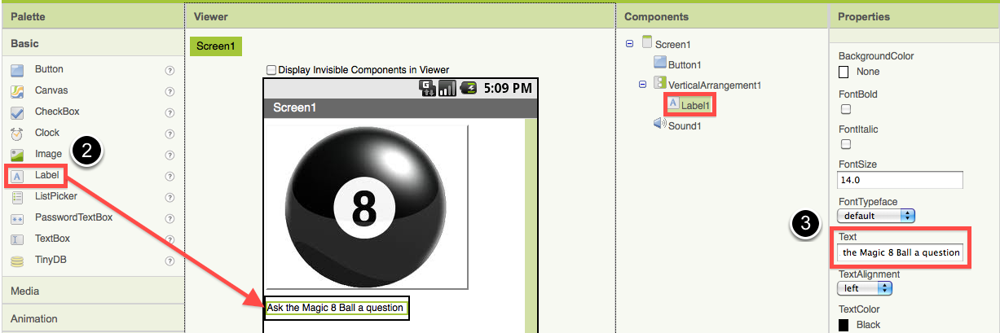 Palette
Viewer
Components
Properties
Basic
Button ?
Canvas ?
CheckBox ?
Clock ?
Image ?
2
Label ?
ListPicker ?
PasswordTextBox ?
TextBox ?
TinyDB ?
Media
Animation
Screen1
Display Invisible Components in Viewer
G 5:09 PM
Screen1
8
Ask the Magic 8 Ball a question
Screen1
Button1
VerticalArrangement1
A Label1
Sound1
BackgroundColor
None
FontBold
FontItalic
FontSize
14.0
FontTypeface
default
3
Text
the Magic 8 Ball a question
TextAlignment
left
TextColor
Black